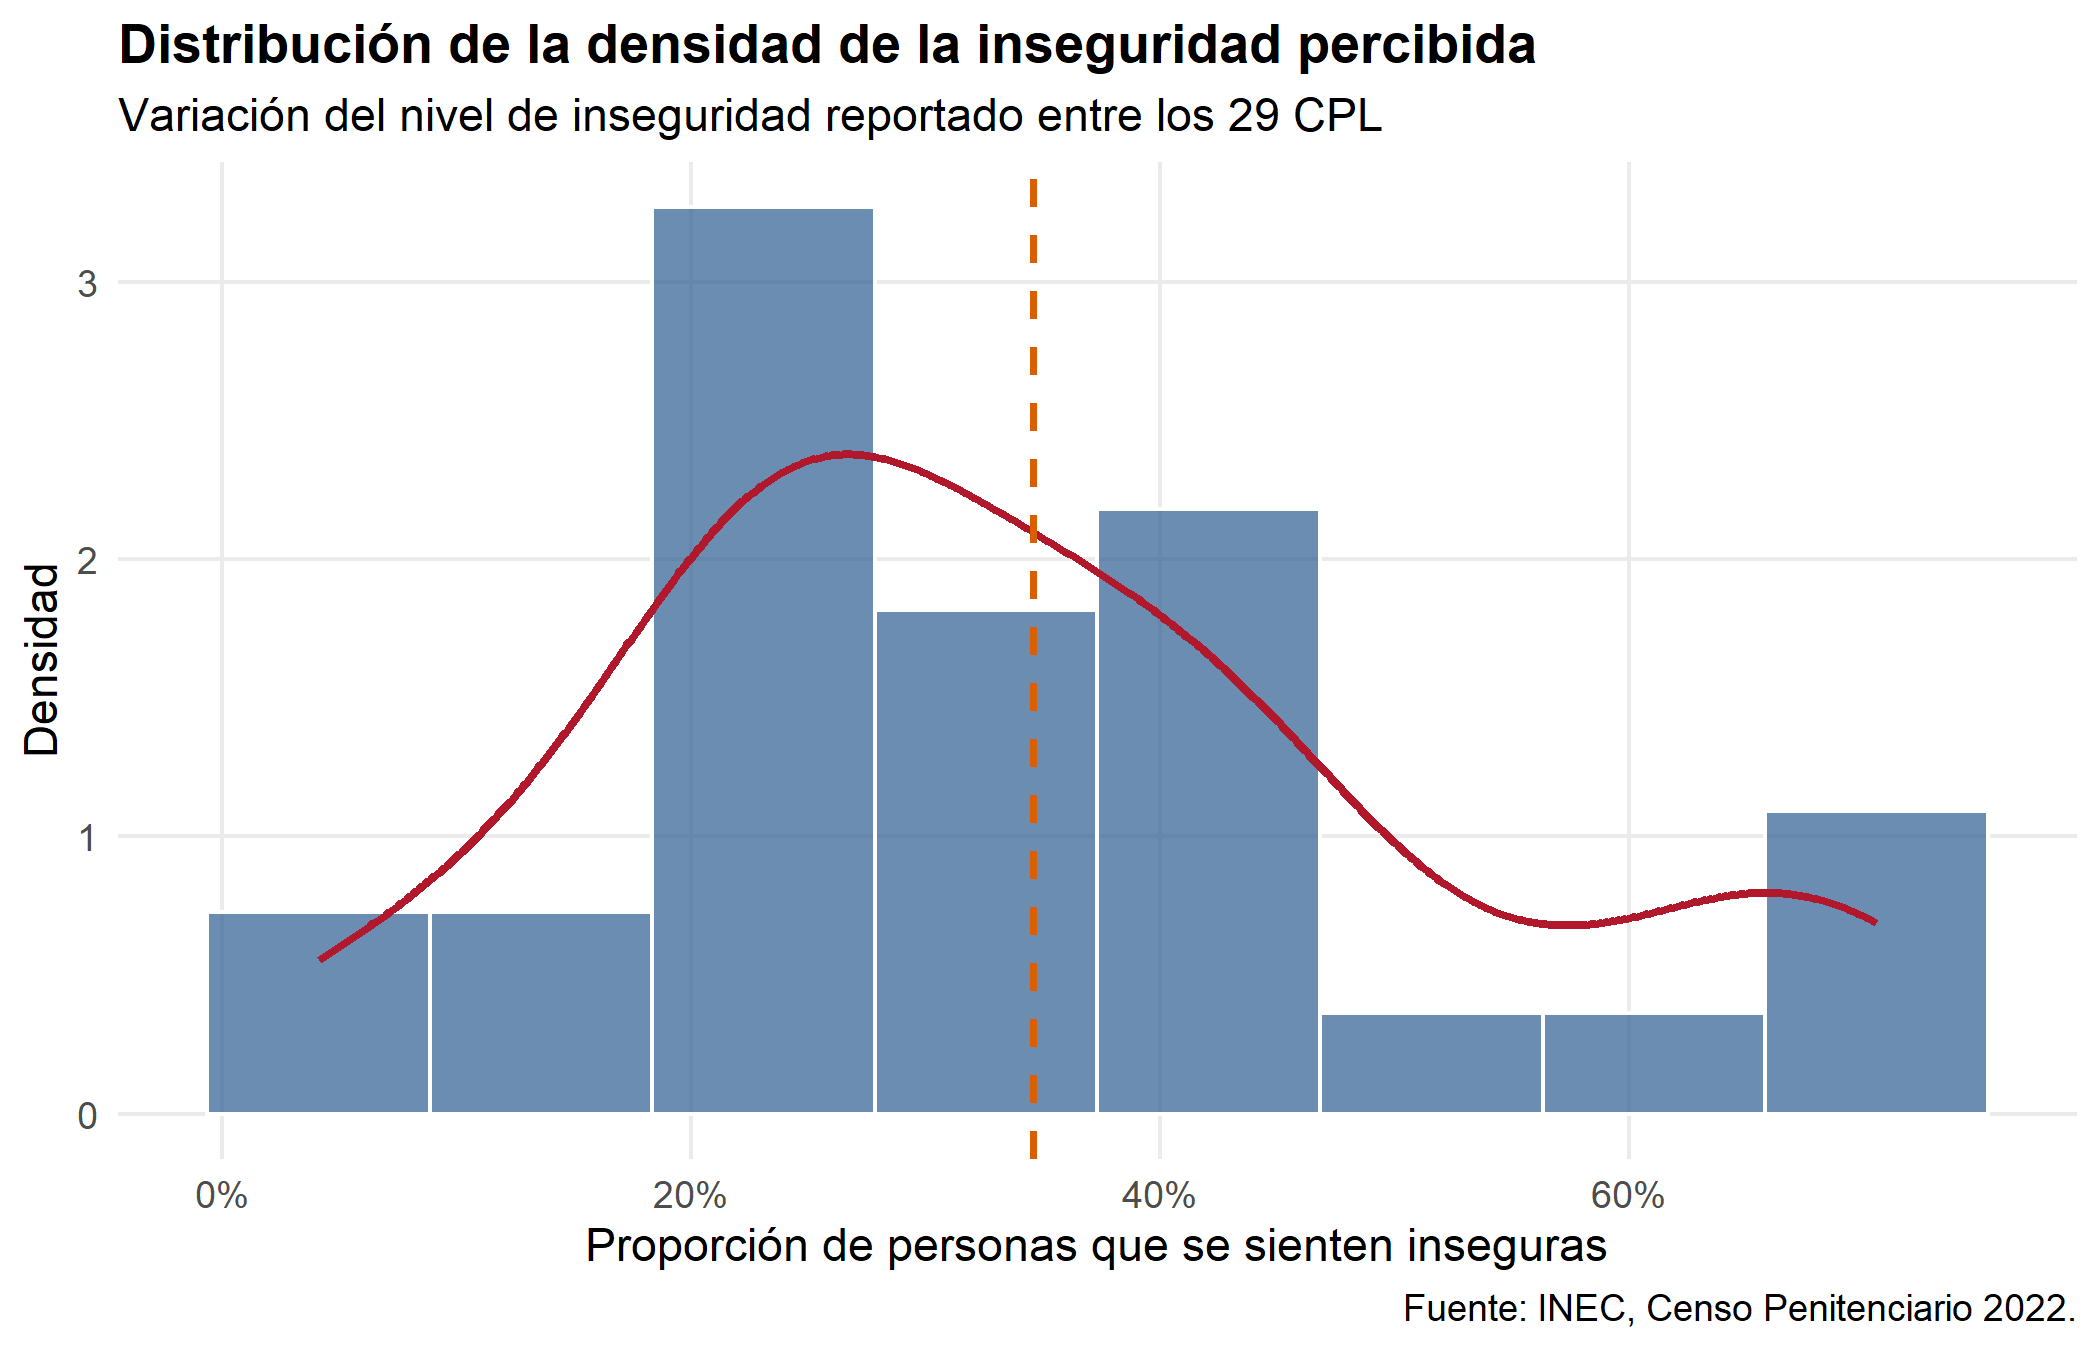 Distribución de la densidad de la inseguridad percibida
Variación del nivel de inseguridad reportado entre los 29 CPL
Densidad
3
2
1
0
0%
20%
40%
60%
Proporción de personas que se sienten inseguras
Fuente: INEC, Censo Penitenciario 2022.